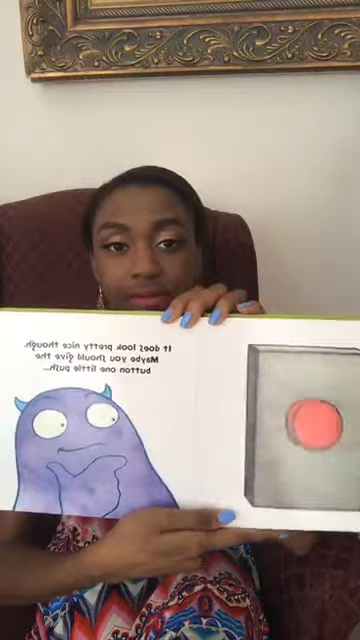 It does look pretty nice though.
Maybe you should give the
button one little push...